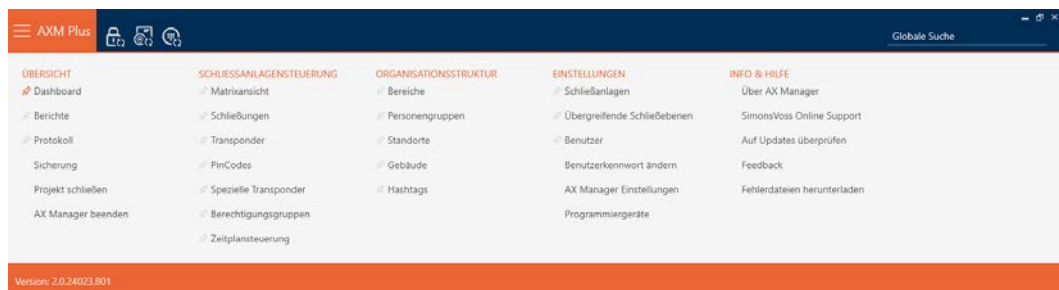 AXM Plus
Globale Suche
ÜBERSICHT
Dashboard
Berichte
Protokoll
Sicherung
Projekt schließen
AX Manager beenden
SCHLIESSANLAGENSTEUERUNG
Matrixansicht
Schließungen
Transponder
PinCodes
Spezielle Transponder
Berechtigungsgruppen
Zeitplansteuerung
ORGANISATIONSSTRUKTUR
Bereiche
Personengruppen
Standorte
Gebäude
Hashtags
EINSTELLUNGEN
Schließanlagen
Übergreifende Schließebenen
Benutzer
Benutzerkennwort ändern
AX Manager Einstellungen
Programmiergeräte
INFO & HILFE
Über AX Manager
SimonsVoss Online Support
Auf Updates überprüfen
Feedback
Fehlerdateien herunterladen
Version: 2.0.24023.801